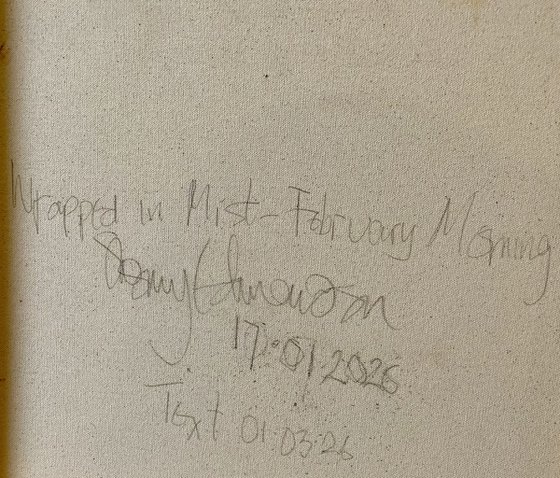 Wrapped in Mist - February Morning
17.01.2026
Text 01.03.26